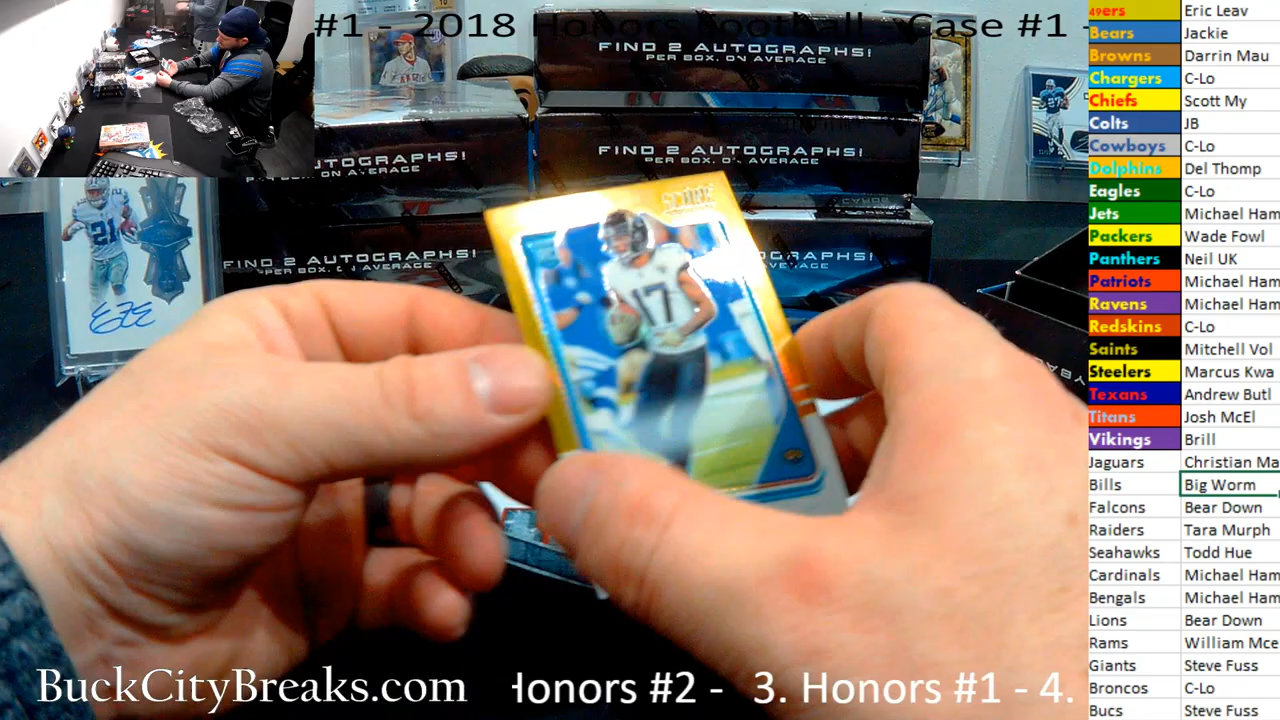 #1 - 2018 Honors Football - Case #1 -
FIND 2 AUTOGRAPHS!
PER BOX, ON AVERAGE
AUTOGRAPHS!
FIND 2 AUTOGRAPHS!
FIND 2 AUTOGRAPHS!
PER BOX,
AVERAGE
SCORE
21
17
27
49ers Eric Leav
Bears Jackie
Browns Darrin Mau
Chargers C-Lo
Chiefs Scott My
Colts JB
Cowboys C-Lo
Dolphins Del Thomp
Eagles C-Lo
Jets Michael Ham
Packers Wade Fowl
Panthers Neil UK
Patriots Michael Ham
Ravens Michael Ham
Redskins C-Lo
Saints Mitchell Vol
Steelers Marcus Kwa
Texans Andrew Butl
Titans Josh McEl
Vikings Brill
Jaguars Christian Ma
Bills Big Worm
Falcons Bear Down
Raiders Tara Murph
Seahawks Todd Hue
Cardinals Michael Ham
Bengals Michael Ham
Lions Bear Down
Rams William Mce
Giants Steve Fuss
Broncos C-Lo
Bucs Steve Fuss
BuckCityBreaks.com
Honors #2 - 3. Honors #1 - 4.